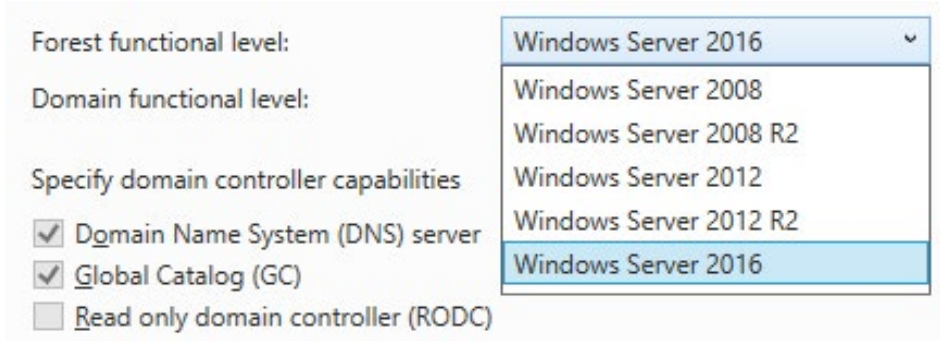 Forest functional level:
Windows Server 2016
Domain functional level:
Windows Server 2008
Windows Server 2008 R2
Windows Server 2012
Windows Server 2012 R2
Windows Server 2016
Specify domain controller capabilities
Domain Name System (DNS) server
Global Catalog (GC)
Read only domain controller (RODC)